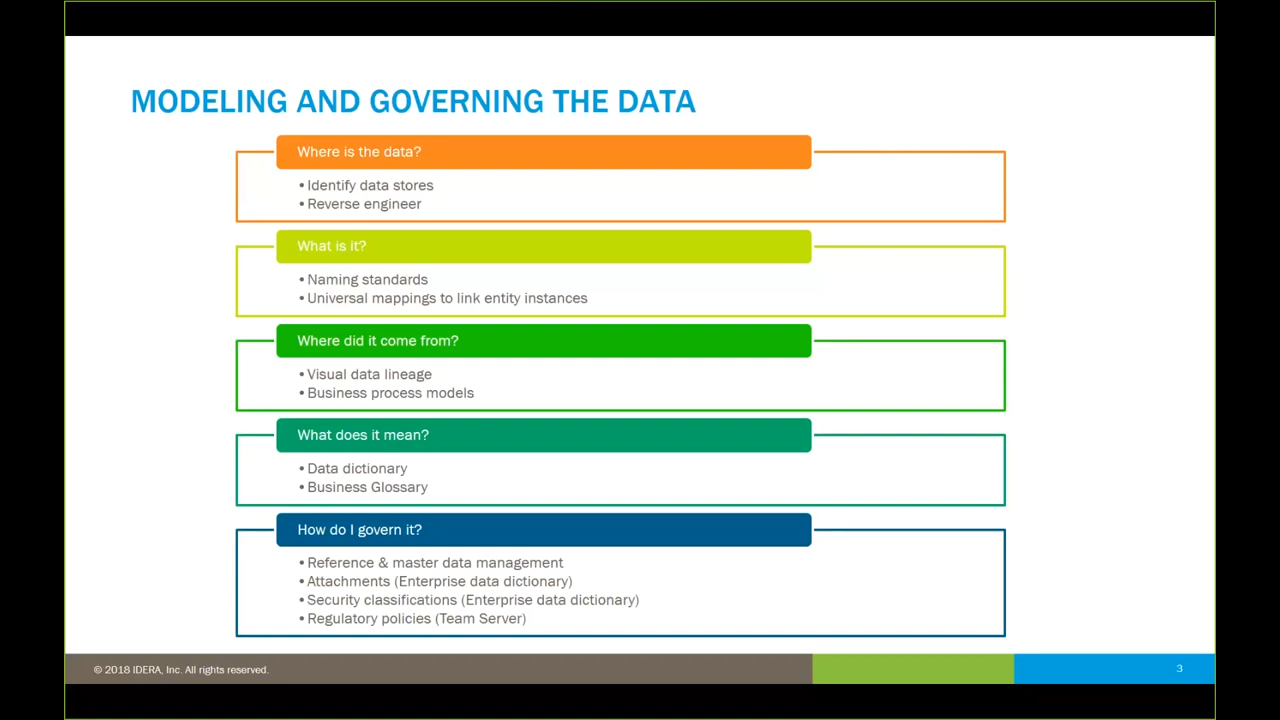 MODELING AND GOVERNING THE DATA
Where is the data?
• Identify data stores
• Reverse engineer
What is it?
• Naming standards
• Universal mappings to link entity instances
Where did it come from?
• Visual data lineage
• Business process models
What does it mean?
• Data dictionary
• Business Glossary
How do I govern it?
• Reference & master data management
• Attachments (Enterprise data dictionary)
• Security classifications (Enterprise data dictionary)
• Regulatory policies (Team Server)
© 2018 IDERA, Inc. All rights reserved.
3